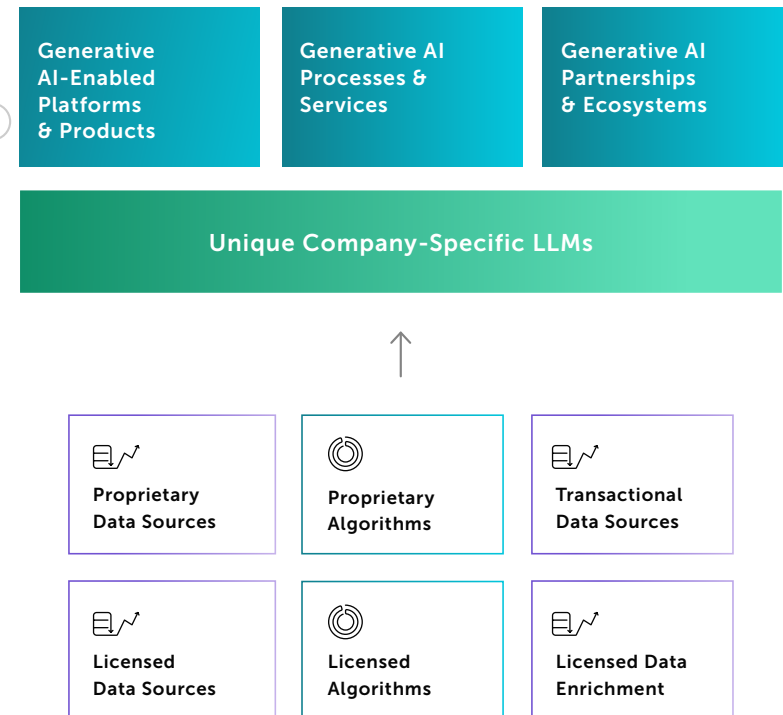 Generative
AI-Enabled
Platforms
& Products
Generative AI
Processes &
Services
Generative AI
Partnerships
& Ecosystems
Unique Company-Specific LLMs
Proprietary
Data Sources
Proprietary
Algorithms
Transactional
Data Sources
Licensed
Data Sources
Licensed
Algorithms
Licensed Data
Enrichment